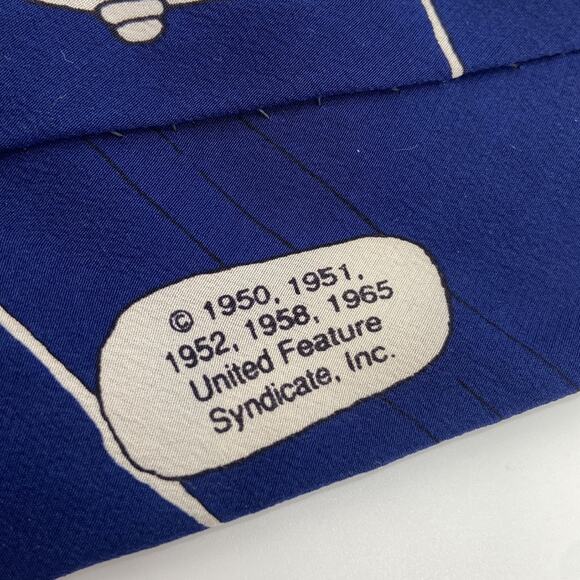 © 1950, 1951,
1952, 1958, 1965
United Feature
Syndicate, Inc.